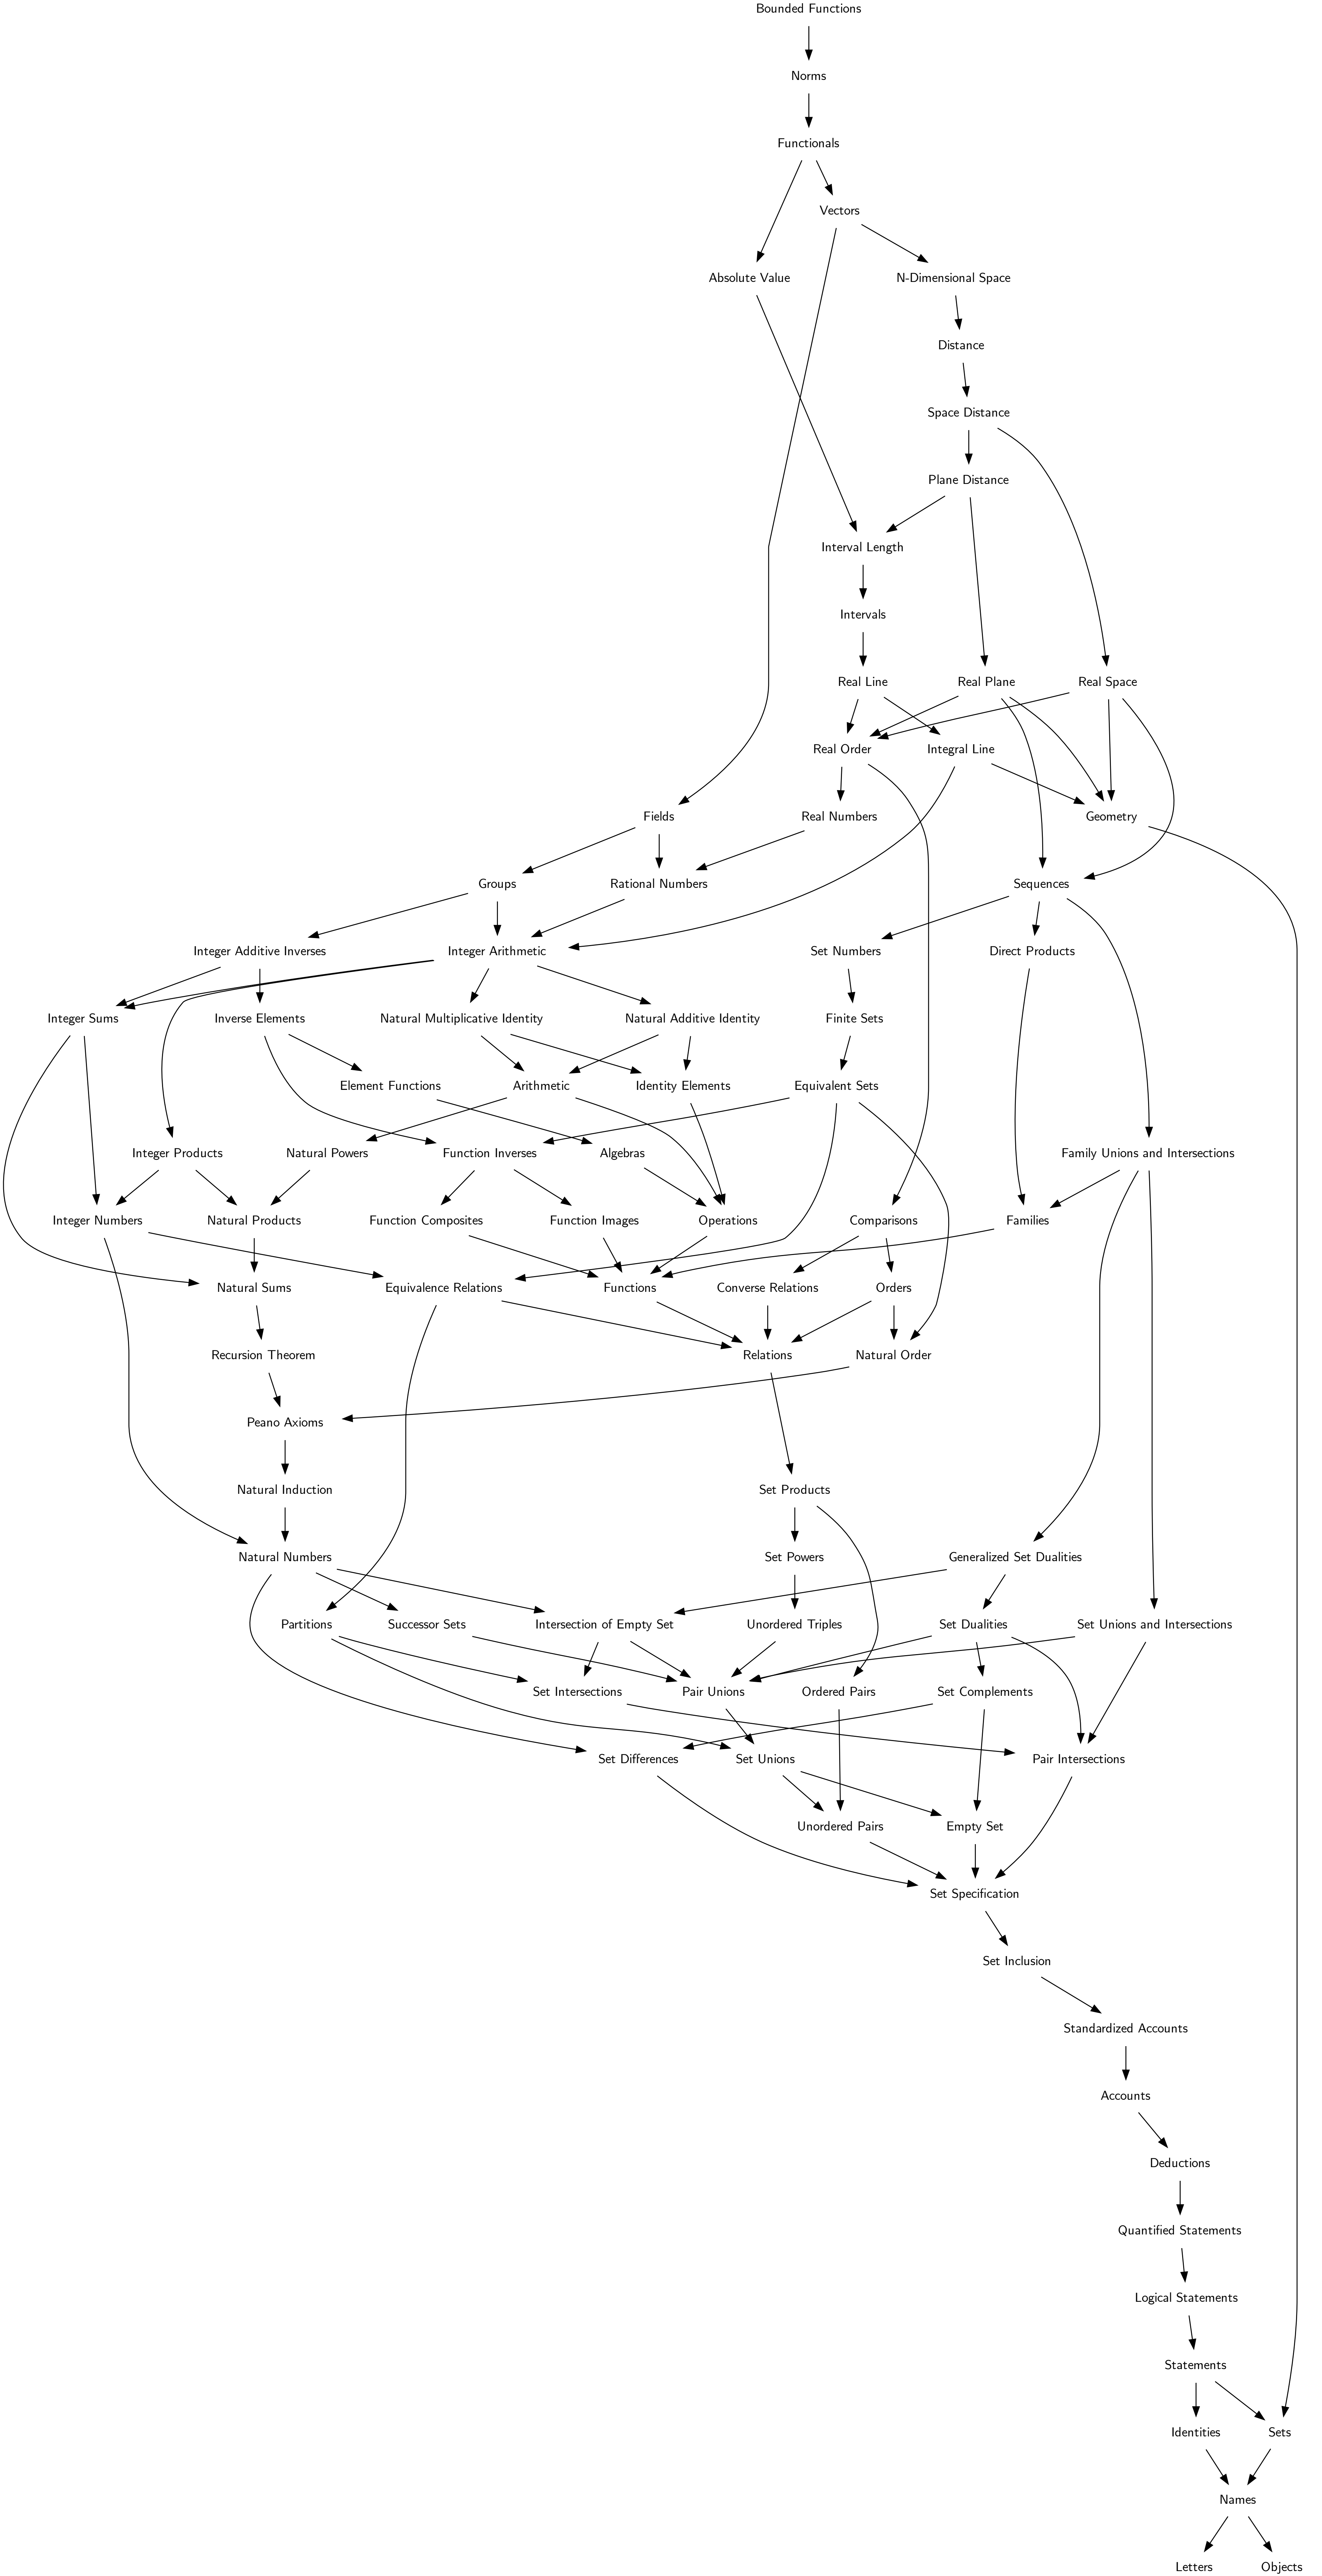 Bounded Functions
Norms
Functionals
Vectors
Absolute Value
N-Dimensional Space
Distance
Space Distance
Plane Distance
Interval Length
Intervals
Real Line
Real Plane
Real Space
Real Order
Integral Line
Fields
Real Numbers
Geometry
Groups
Rational Numbers
Sequences
Integer Additive Inverses
Integer Arithmetic
Set Numbers
Direct Products
Integer Sums
Inverse Elements
Natural Multiplicative Identity
Natural Additive Identity
Finite Sets
Element Functions
Arithmetic
Identity Elements
Equivalent Sets
Integer Products
Natural Powers
Function Inverses
Algebras
Family Unions and Intersections
Integer Numbers
Natural Products
Function Composites
Function Images
Operations
Comparisons
Families
Natural Sums
Equivalence Relations
Functions
Converse Relations
Orders
Recursion Theorem
Relations
Natural Order
Peano Axioms
Natural Induction
Set Products
Natural Numbers
Set Powers
Generalized Set Dualities
Partitions
Successor Sets
Intersection of Empty Set
Unordered Triples
Set Dualities
Set Unions and Intersections
Set Intersections
Pair Unions
Ordered Pairs
Set Complements
Set Differences
Set Unions
Pair Intersections
Unordered Pairs
Empty Set
Set Specification
Set Inclusion
Standardized Accounts
Accounts
Deductions
Quantified Statements
Logical Statements
Statements
Identities
Sets
Names
Letters
Objects